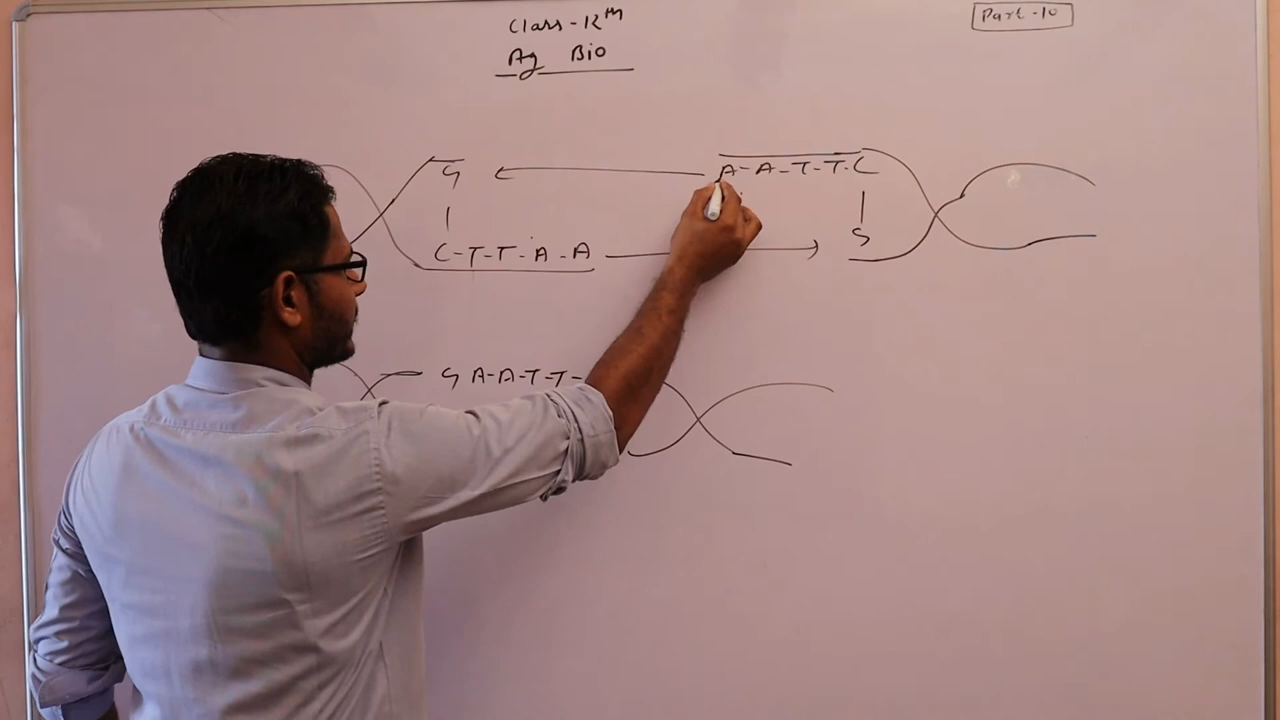 Class-12th
Ag Bio
Part-10
G A-A-T-T-C
| |
C-T-T-A-A G
G A-A-T-T-